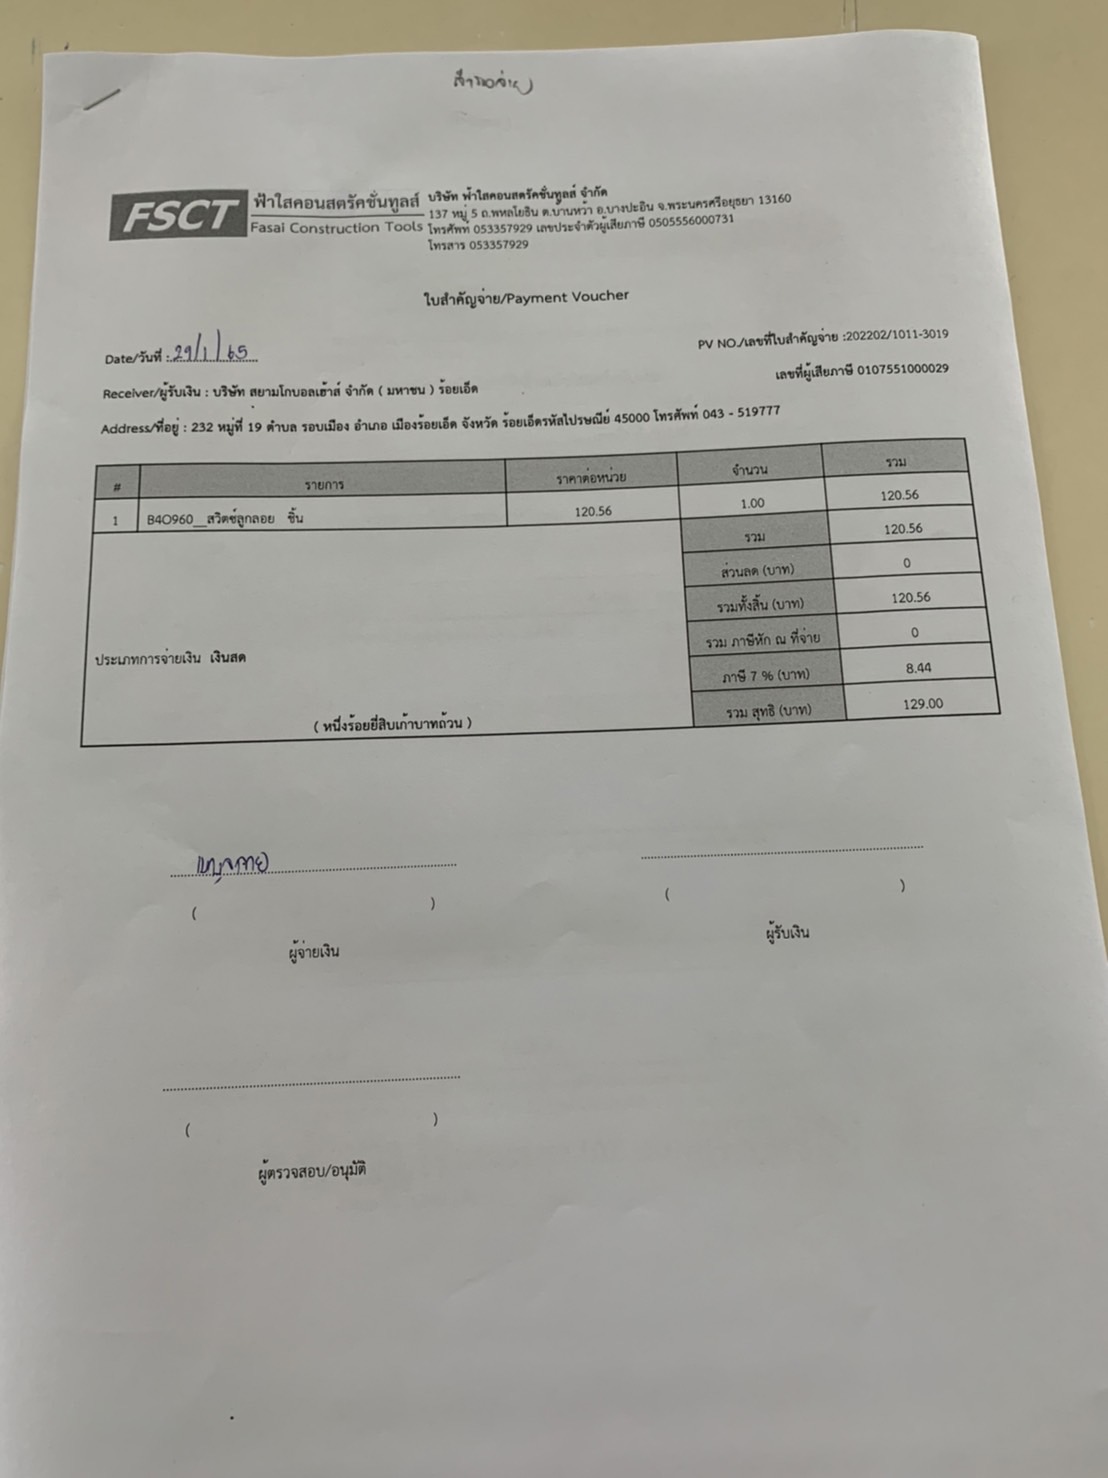 สำรองจ่าย
FSCT ฟ้าใสคอนสตรัคชั่นทูลส์ บริษัท ฟ้าใสคอนสตรัคชั่นทูลส์ จำกัด
Fasai Construction Tools 137 หมู่ 5 ถ.พหลโยธิน ต.บ้านหว้า อ.บางปะอิน จ.พระนครศรีอยุธยา 13160
โทรศัพท์ 053357929 เลขประจำตัวผู้เสียภาษี 0505556000731
โทรสาร 053357929
ใบสำคัญจ่าย/Payment Voucher
Date/วันที่ : 29/1/65 PV NO./เลขที่ใบสำคัญจ่าย :202202/1011-3019
Receiver/ผู้รับเงิน : บริษัท สยามโกบอลเฮ้าส์ จำกัด ( มหาชน ) ร้อยเอ็ด เลขที่ผู้เสียภาษี 0107551000029
Address/ที่อยู่ : 232 หมู่ที่ 19 ตำบล รอบเมือง อำเภอ เมืองร้อยเอ็ด จังหวัด ร้อยเอ็ดรหัสไปรษณีย์ 45000 โทรศัพท์ 043 - 519777
# รายการ ราคาต่อหน่วย จำนวน รวม
1 B40960__สวิตซ์ลูกลอย ชิ้น 120.56 1.00 120.56
รวม 120.56
ส่วนลด (บาท) 0
รวมทั้งสิ้น (บาท) 120.56
รวม ภาษีหัก ณ ที่จ่าย 0
ประเภทการจ่ายเงิน เงินสด
ภาษี 7 % (บาท) 8.44
( หนึ่งร้อยยี่สิบเก้าบาทถ้วน ) รวม สุทธิ (บาท) 129.00
( ) ( )
ผู้จ่ายเงิน ผู้รับเงิน
( )
ผู้ตรวจสอบ/อนุมัติ